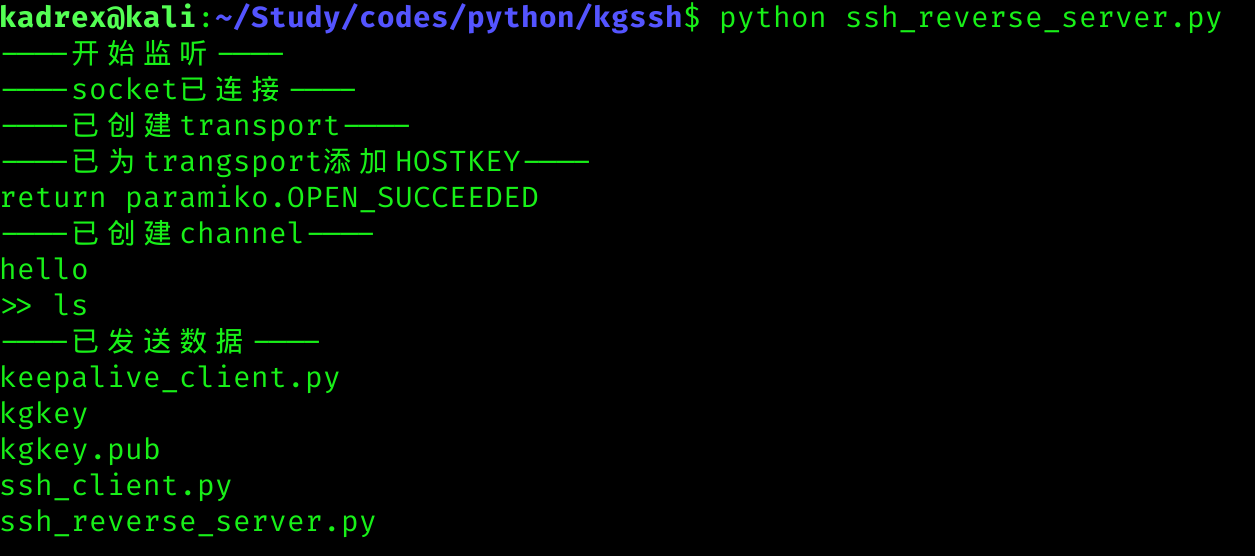 kadrex@kali:~/Study/codes/python/kgssh$ python ssh_reverse_server.py
----开始监听----
----socket已连接----
----已创建transport----
----已为trangsport添加HOSTKEY----
return paramiko.OPEN_SUCCEEDED
----已创建channel----
hello
>> ls
----已发送数据----
keepalive_client.py
kgkey
kgkey.pub
ssh_client.py
ssh_reverse_server.py